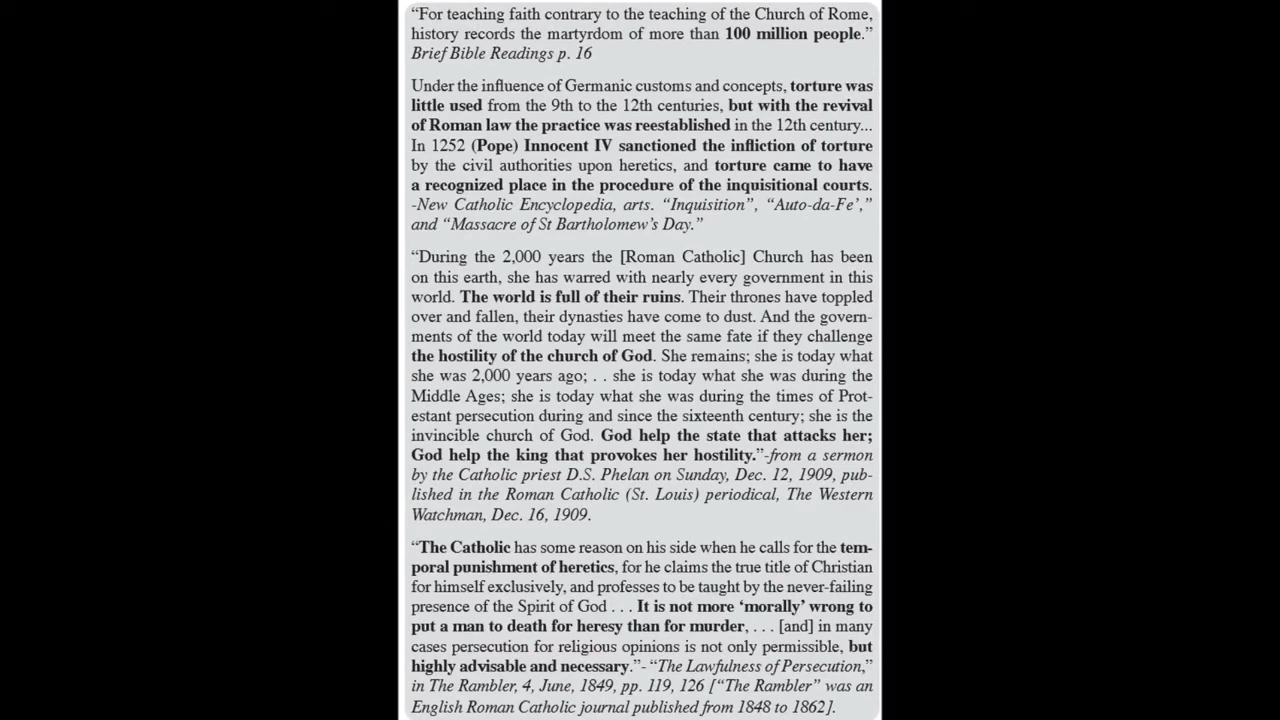 “For teaching faith contrary to the teaching of the Church of Rome,
history records the martyrdom of more than 100 million people.”
Brief Bible Readings p. 16
Under the influence of Germanic customs and concepts, torture was
little used from the 9th to the 12th centuries, but with the revival
of Roman law the practice was reestablished in the 12th century...
In 1252 (Pope) Innocent IV sanctioned the infliction of torture
by the civil authorities upon heretics, and torture came to have
a recognized place in the procedure of the inquisitional courts.
-New Catholic Encyclopedia, arts. “Inquisition”, “Auto-da-Fe’,”
and “Massacre of St Bartholomew’s Day.”
“During the 2,000 years the [Roman Catholic] Church has been
on this earth, she has warred with nearly every government in this
world. The world is full of their ruins. Their thrones have toppled
over and fallen, their dynasties have come to dust. And the govern-
ments of the world today will meet the same fate if they challenge
the hostility of the church of God. She remains; she is today what
she was 2,000 years ago; . . she is today what she was during the
Middle Ages; she is today what she was during the times of Prot-
estant persecution during and since the sixteenth century; she is the
invincible church of God. God help the state that attacks her;
God help the king that provokes her hostility.”-from a sermon
by the Catholic priest D.S. Phelan on Sunday, Dec. 12, 1909, pub-
lished in the Roman Catholic (St. Louis) periodical, The Western
Watchman, Dec. 16, 1909.
“The Catholic has some reason on his side when he calls for the tem-
poral punishment of heretics, for he claims the true title of Christian
for himself exclusively, and professes to be taught by the never-failing
presence of the Spirit of God . . . It is not more ‘morally’ wrong to
put a man to death for heresy than for murder, . . . [and] in many
cases persecution for religious opinions is not only permissible, but
highly advisable and necessary.”- “The Lawfulness of Persecution,”
in The Rambler, 4, June, 1849, pp. 119, 126 [“The Rambler” was an
English Roman Catholic journal published from 1848 to 1862].